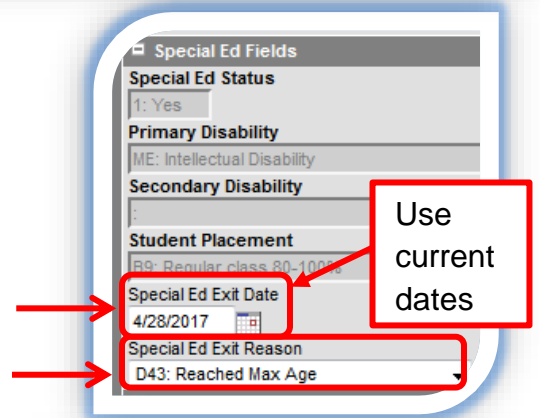 Special Ed Fields
Special Ed Status
1: Yes
Primary Disability
ME: Intellectual Disability
Secondary Disability
:
Student Placement
B9: Regular class 80-100%
Special Ed Exit Date
4/28/2017
Special Ed Exit Reason
D43: Reached Max Age
Use
current
dates